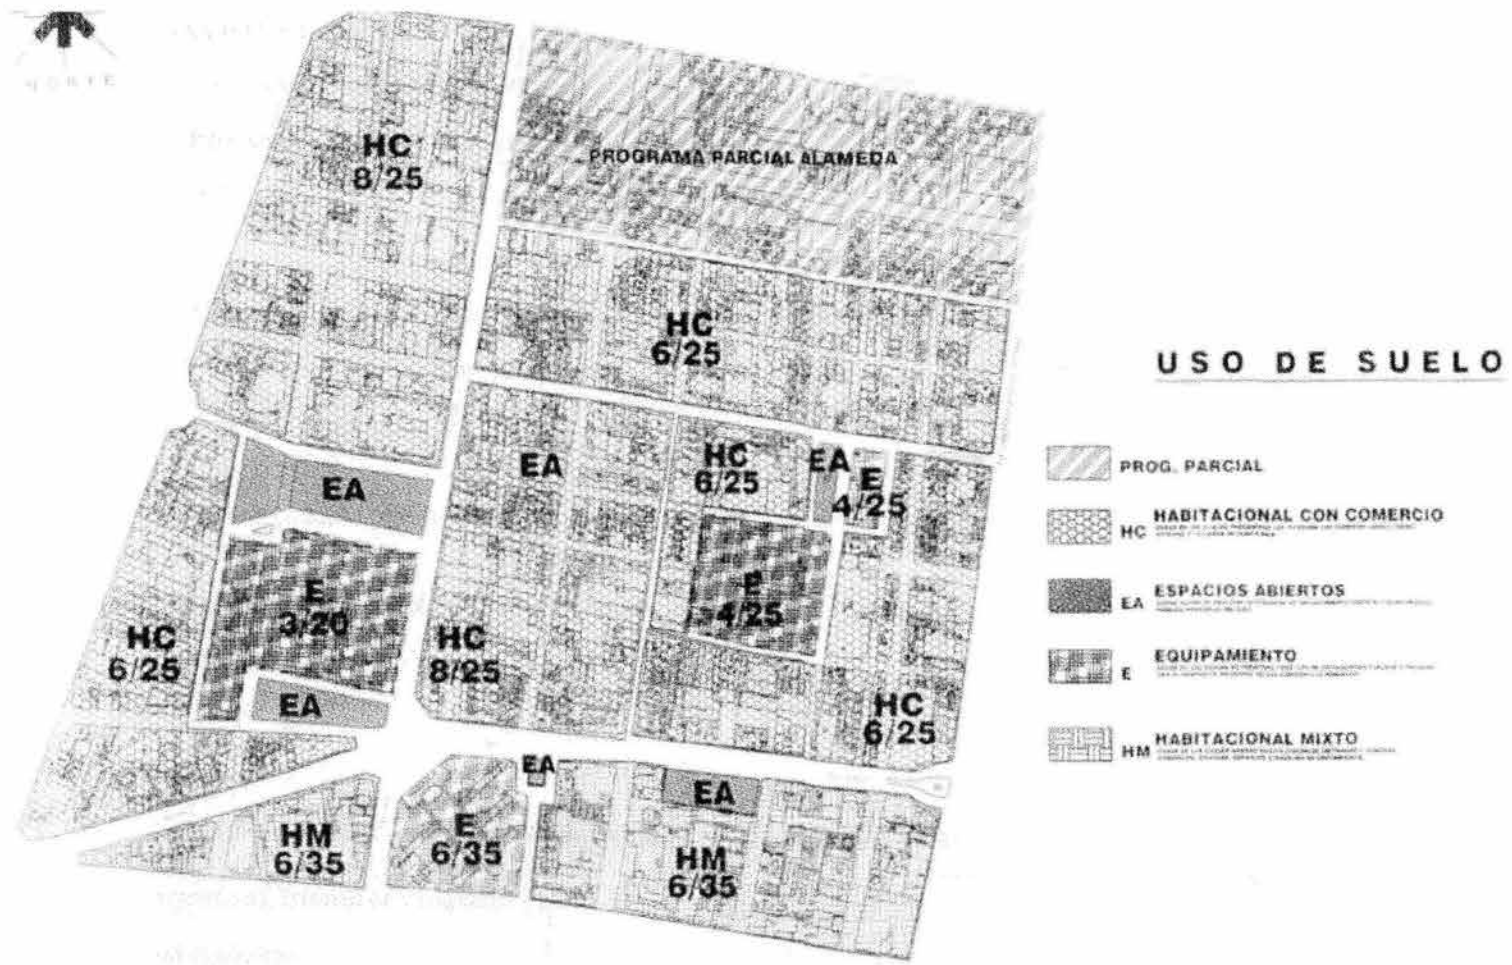 NORTE
HC
8/25
PROGRAMA PARCIAL ALAMEDA
HC
6/25
EA
EA
HC
6/25
EA
E
4/25
E
3/20
E
4/25
HC
6/25
HC
8/25
EA
HC
6/25
EA
EA
HM
6/35
E
6/35
HM
6/35
USO DE SUELO
PROG. PARCIAL
HC HABITACIONAL CON COMERCIO
EA ESPACIOS ABIERTOS
E EQUIPAMIENTO
HM HABITACIONAL MIXTO